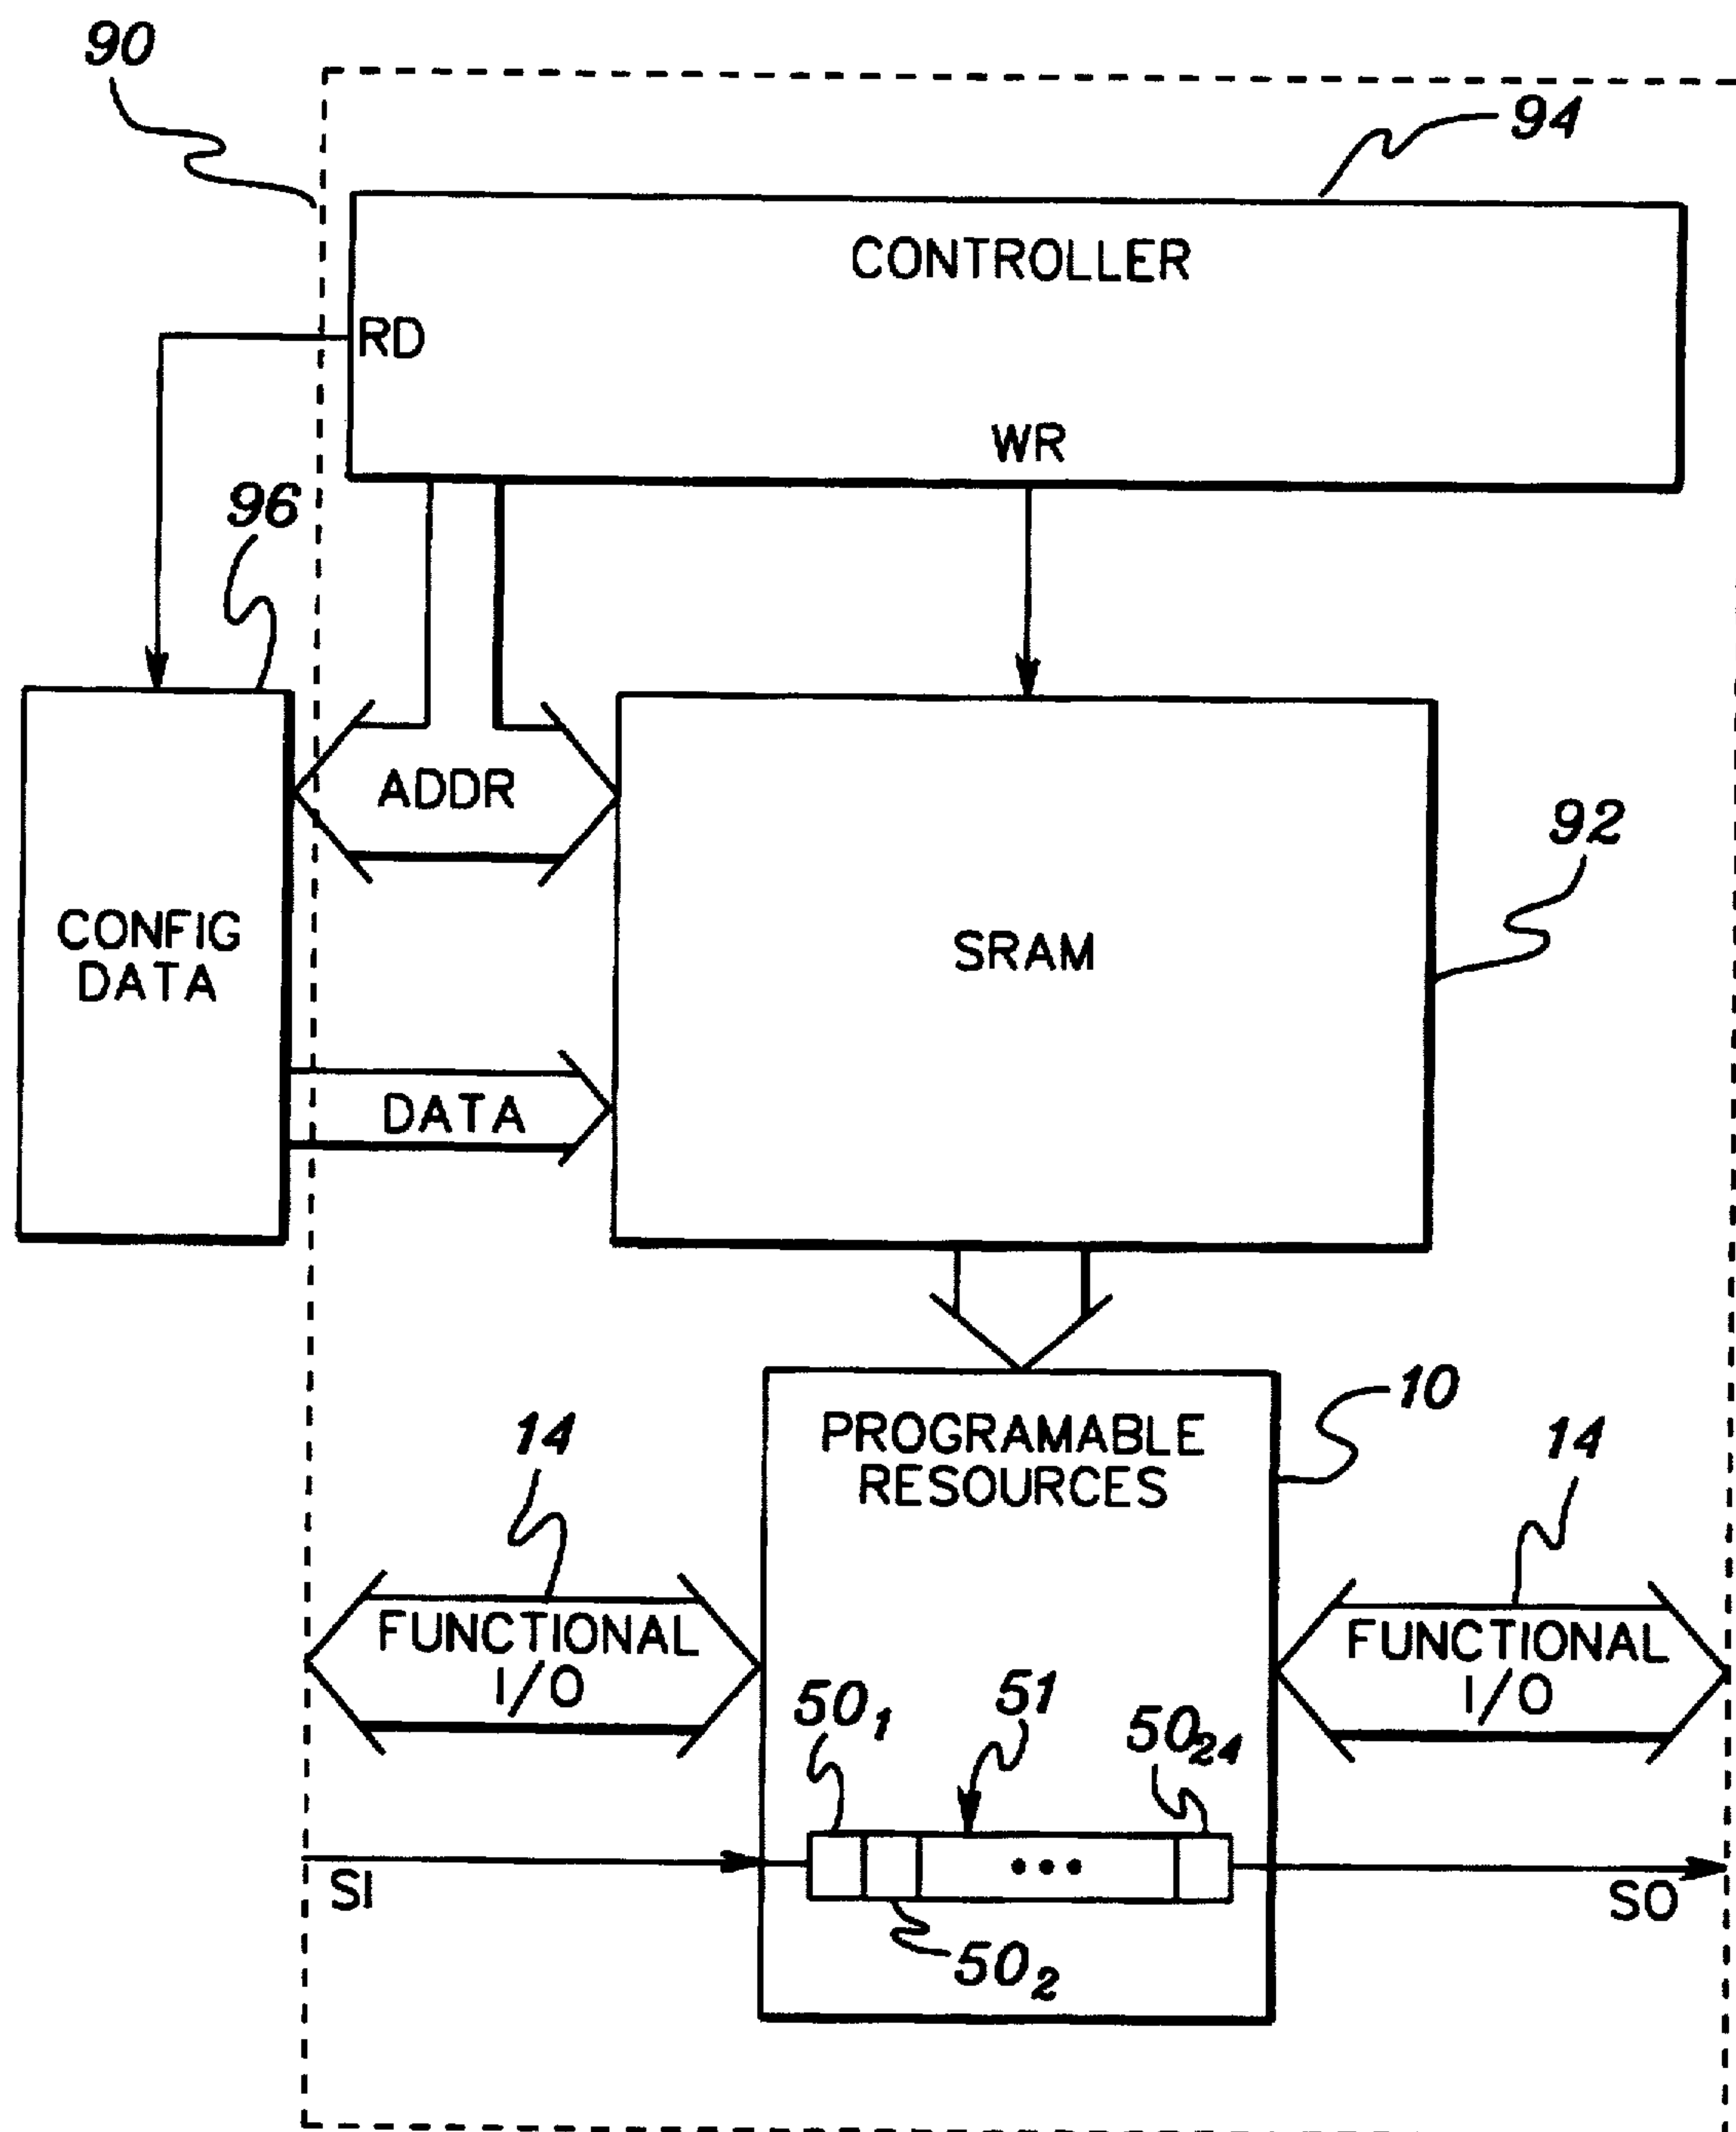 90
94
CONTROLLER
RD
WR
96
ADDR
92
CONFIG
DATA
SRAM
DATA
10
PROGRAMABLE
RESOURCES
14
14
FUNCTIONAL
I/O
FUNCTIONAL
I/O
50₁
51
50₂₄
SI
SO
50₂